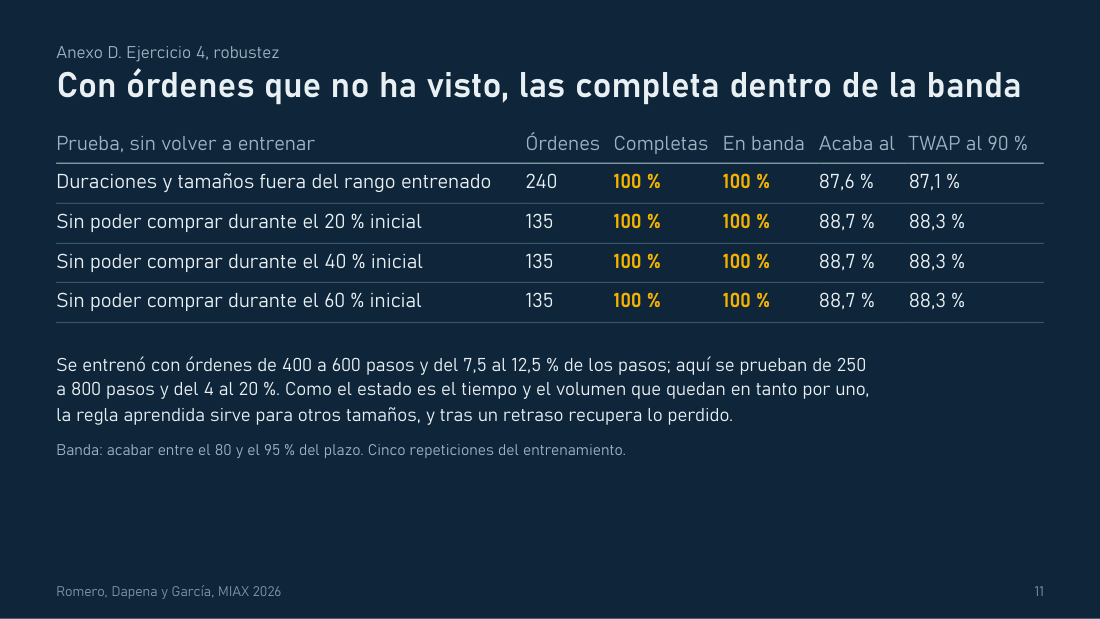 Anexo D. Ejercicio 4, robustez
Con órdenes que no ha visto, las completa dentro de la banda
Prueba, sin volver a entrenar Órdenes Completas En banda Acaba al TWAP al 90 %
Duraciones y tamaños fuera del rango entrenado 240 100 % 100 % 87,6 % 87,1 %
Sin poder comprar durante el 20 % inicial 135 100 % 100 % 88,7 % 88,3 %
Sin poder comprar durante el 40 % inicial 135 100 % 100 % 88,7 % 88,3 %
Sin poder comprar durante el 60 % inicial 135 100 % 100 % 88,7 % 88,3 %
Se entrenó con órdenes de 400 a 600 pasos y del 7,5 al 12,5 % de los pasos; aquí se prueban de 250
a 800 pasos y del 4 al 20 %. Como el estado es el tiempo y el volumen que quedan en tanto por uno,
la regla aprendida sirve para otros tamaños, y tras un retraso recupera lo perdido.
Banda: acabar entre el 80 y el 95 % del plazo. Cinco repeticiones del entrenamiento.
Romero, Dapena y García, MIAX 2026 11